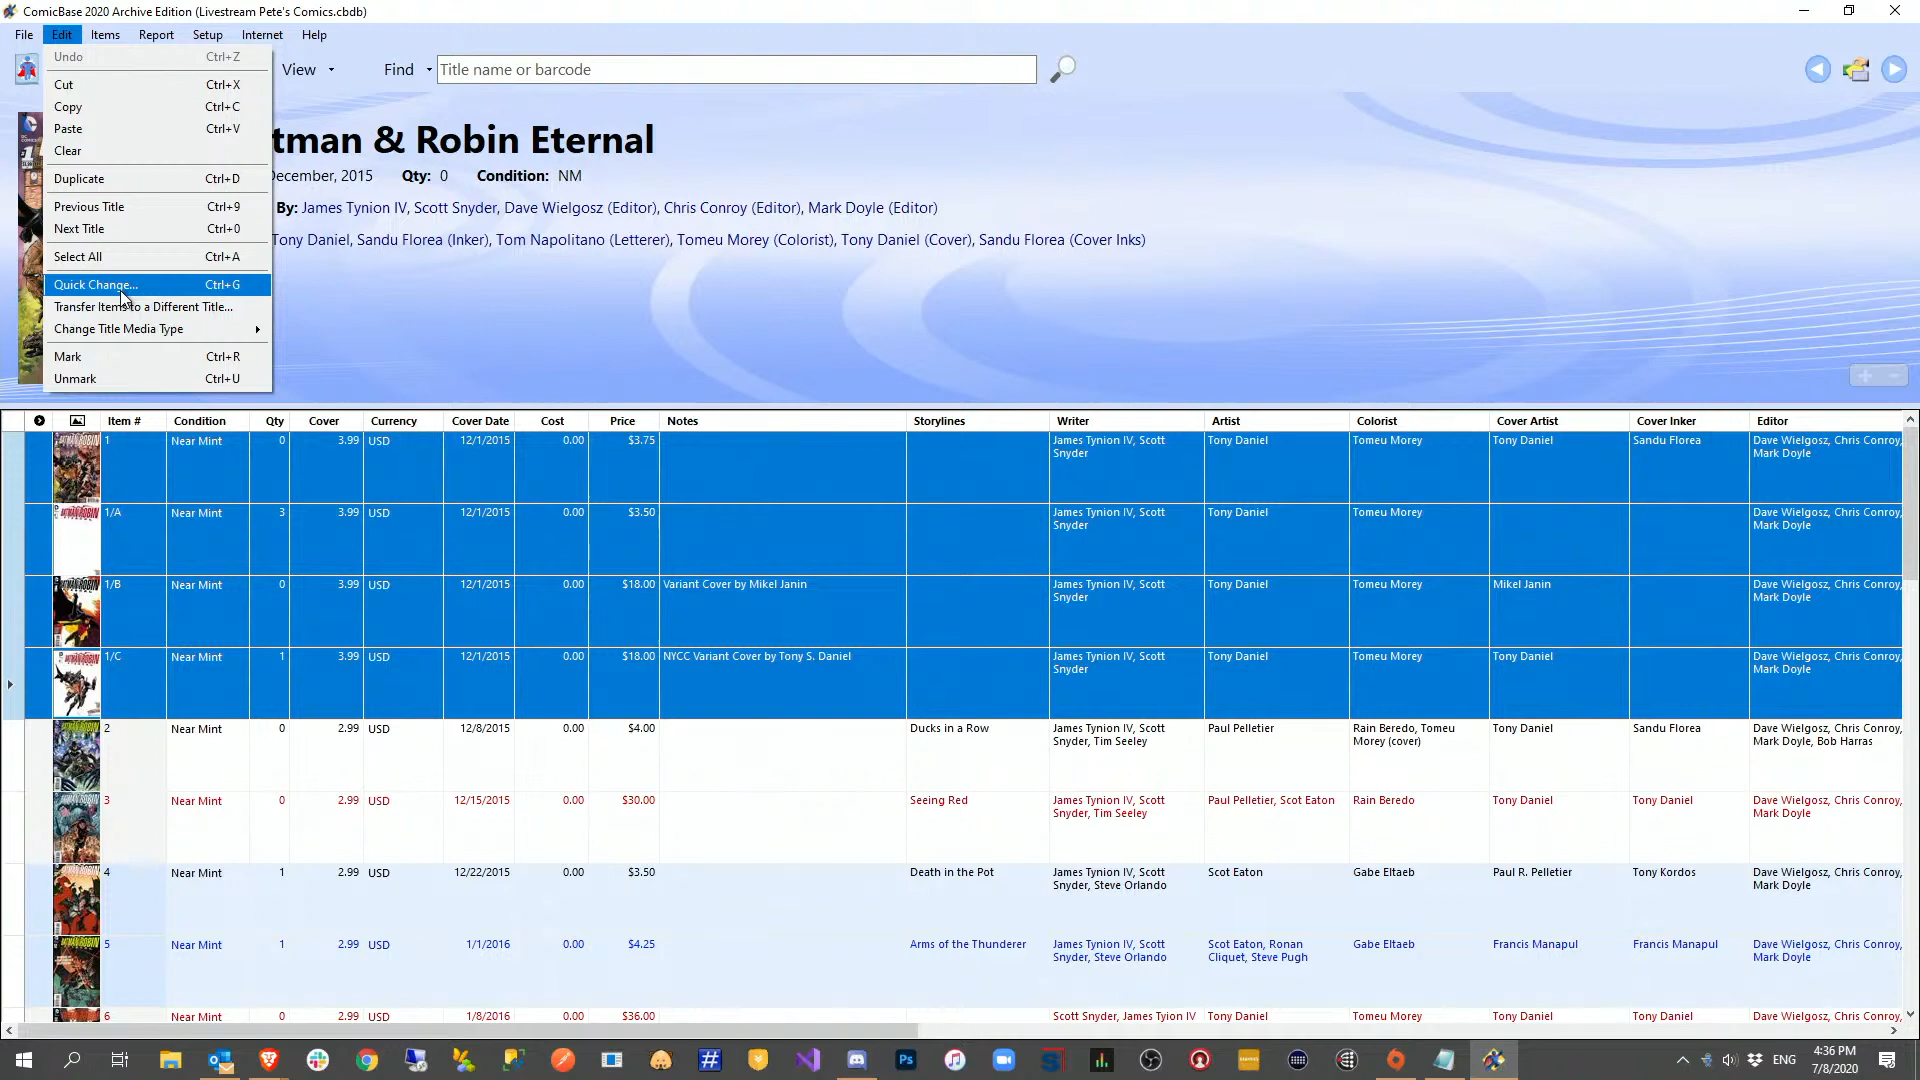 ComicBase 2020 Archive Edition (Livestream Pete's Comics.cbdb)
File Edit Items Report Setup Internet Help
Undo Ctrl+Z
Cut Ctrl+X
Copy Ctrl+C
Paste Ctrl+V
Clear
Duplicate Ctrl+D
Previous Title Ctrl+9
Next Title Ctrl+0
Select All Ctrl+A
Quick Change... Ctrl+G
Transfer Items to a Different Title...
Change Title Media Type
Mark Ctrl+R
Unmark Ctrl+U
View Find Title name or barcode
tman & Robin Eternal
December, 2015 Qty: 0 Condition: NM
By: James Tynion IV, Scott Snyder, Dave Wielgosz (Editor), Chris Conroy (Editor), Mark Doyle (Editor)
Tony Daniel, Sandu Florea (Inker), Tom Napolitano (Letterer), Tomeu Morey (Colorist), Tony Daniel (Cover), Sandu Florea (Cover Inks)
Item # Condition Qty Cover Currency Cover Date Cost Price Notes Storylines Writer Artist Colorist Cover Artist Cover Inker Editor
1 Near Mint 0 3.99 USD 12/1/2015 0.00 $3.75 James Tynion IV, Scott Tony Daniel Tomeu Morey Tony Daniel Sandu Florea Dave Wielgosz, Chris Conroy,
Snyder Mark Doyle
1/A Near Mint 3 3.99 USD 12/1/2015 0.00 $3.50 James Tynion IV, Scott Tony Daniel Tomeu Morey Dave Wielgosz, Chris Conroy,
Snyder Mark Doyle
1/B Near Mint 0 3.99 USD 12/1/2015 0.00 $18.00 Variant Cover by Mikel Janin James Tynion IV, Scott Tony Daniel Tomeu Morey Mikel Janin Dave Wielgosz, Chris Conroy,
Snyder Mark Doyle
1/C Near Mint 1 3.99 USD 12/1/2015 0.00 $18.00 NYCC Variant Cover by Tony S. Daniel James Tynion IV, Scott Tony Daniel Tomeu Morey Tony Daniel Dave Wielgosz, Chris Conroy,
Snyder Mark Doyle
2 Near Mint 0 2.99 USD 12/8/2015 0.00 $4.00 Ducks in a Row James Tynion IV, Scott Paul Pelletier Rain Beredo, Tomeu Tony Daniel Sandu Florea Dave Wielgosz, Chris Conroy,
Snyder, Tim Seeley Morey (cover) Mark Doyle, Bob Harras
3 Near Mint 0 2.99 USD 12/15/2015 0.00 $30.00 Seeing Red James Tynion IV, Scott Paul Pelletier, Scot Eaton Rain Beredo Tony Daniel Tony Daniel Dave Wielgosz, Chris Conroy,
Snyder, Tim Seeley Mark Doyle
4 Near Mint 1 2.99 USD 12/22/2015 0.00 $3.50 Death in the Pot James Tynion IV, Scott Scot Eaton Gabe Eltaeb Paul R. Pelletier Tony Kordos Dave Wielgosz, Chris Conroy,
Snyder, Steve Orlando Mark Doyle
5 Near Mint 1 2.99 USD 1/1/2016 0.00 $4.25 Arms of the Thunderer James Tynion IV, Scott Scot Eaton, Ronan Gabe Eltaeb Francis Manapul Francis Manapul Dave Wielgosz, Chris Conroy,
Snyder, Steve Orlando Cliquet, Steve Pugh Mark Doyle
6 Near Mint 0 2.99 USD 1/8/2016 0.00 $36.00 Scott Snyder, James Tyion IV Tony Daniel Tomeu Morey Tony Daniel Tony Daniel Dave Wielgosz, Chris Conroy,
ENG 4:36 PM
7/8/2020